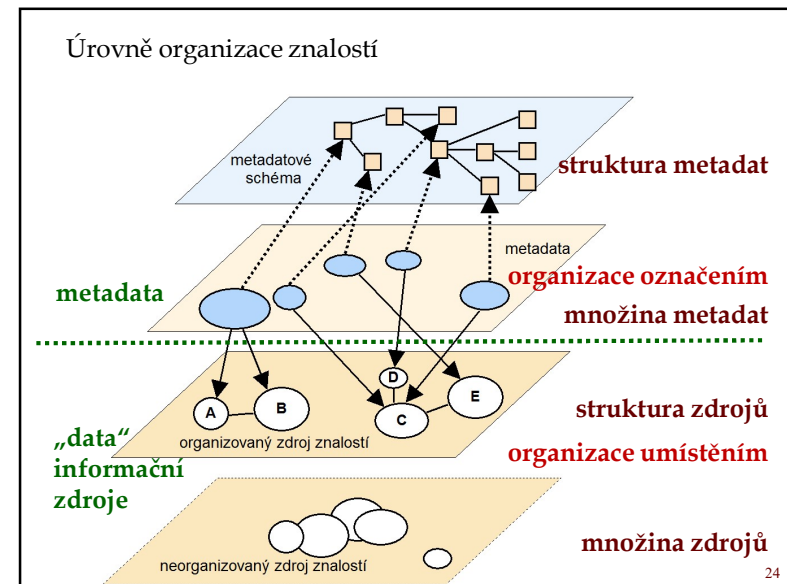 Úrovně organizace znalostí
metadatové
schéma
struktura metadat
metadata
organizace označením
metadata
množina metadat
D
A
B
C
E
struktura zdrojů
organizovaný zdroj znalostí
„data“
informační
zdroje
organizace umístěním
množina zdrojů
neorganizovaný zdroj znalostí
24